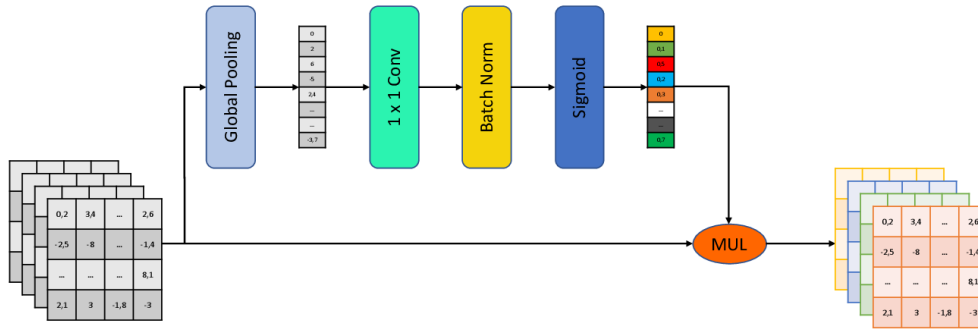 Global Pooling
0
2
6
-5
2,4
...
...
-3,7
1 x 1 Conv
Batch Norm
Sigmoid
0
0,1
0,5
0,2
0,9
...
...
0,7
0,2 3,4 ... 2,6
-2,5 -8 ... -1,4
... ... ... 8,1
2,1 3 -1,8 -3
MUL
0,2 3,4 ... 2,6
-2,5 -8 ... -1,4
... ... ... 8,1
2,1 3 -1,8 -3